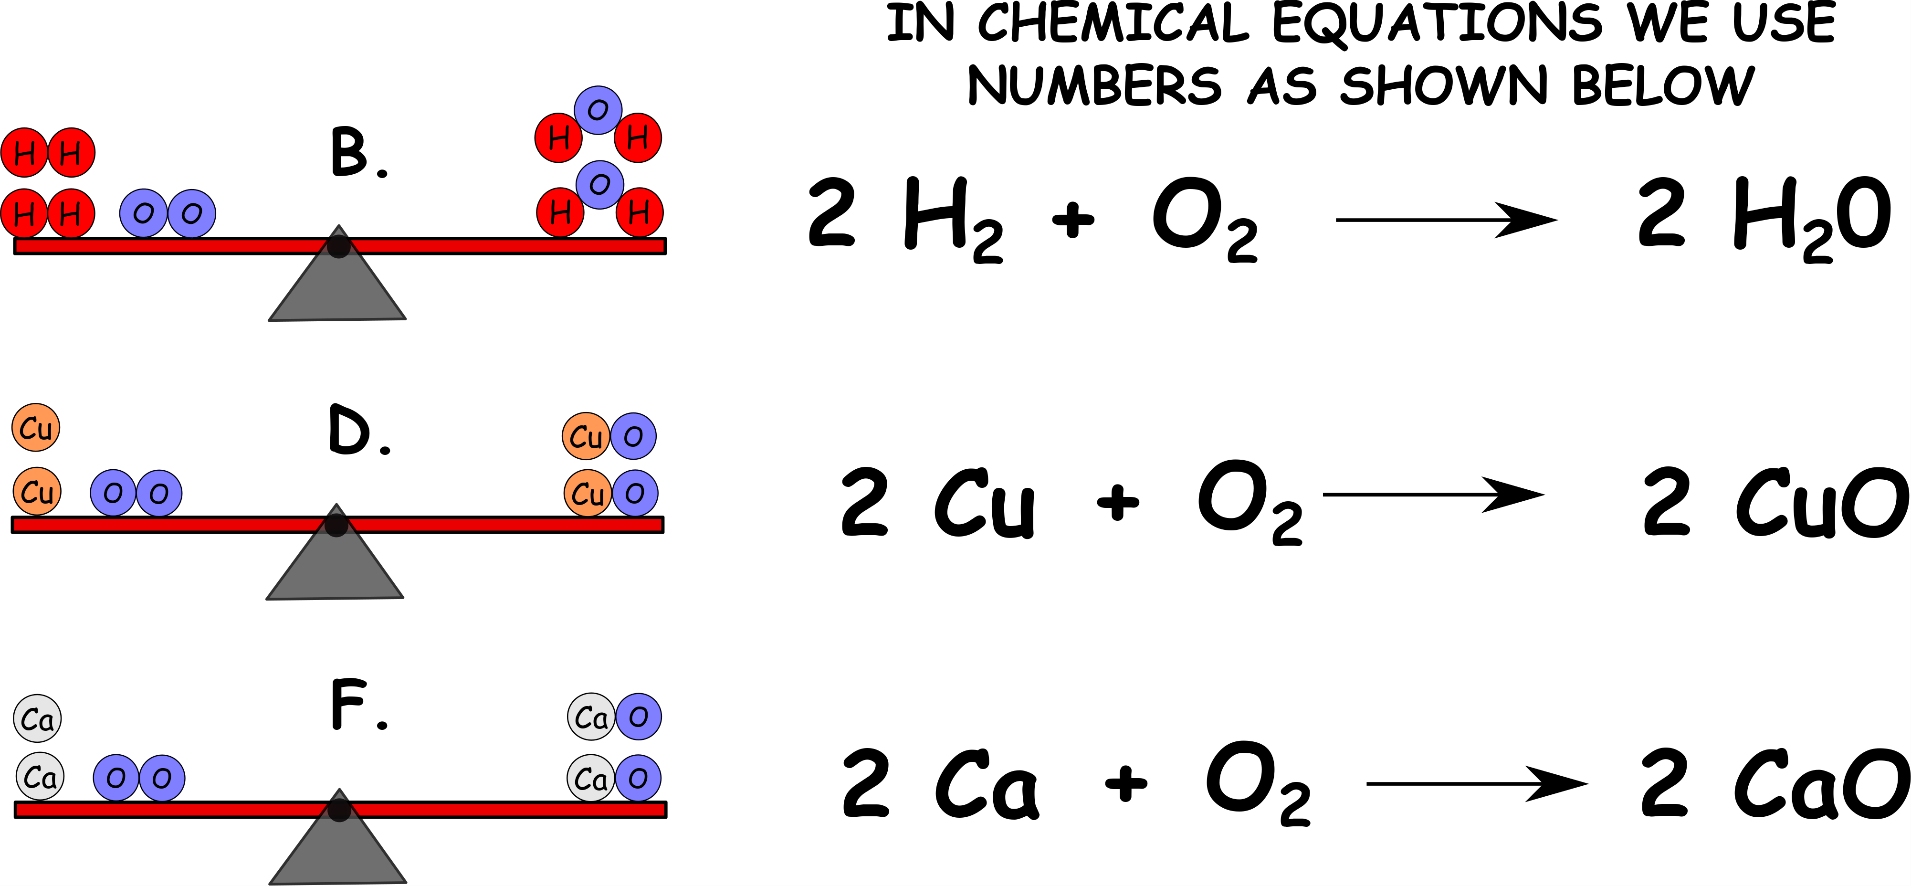 IN CHEMICAL EQUATIONS WE USE
NUMBERS AS SHOWN BELOW
B.
H H
H H O O
O
H H
O
H H
2 H₂ + O₂ → 2 H₂0
D.
Cu
Cu O O
Cu O
Cu O
2 Cu + O₂ → 2 CuO
F.
Ca
Ca O O
Ca O
Ca O
2 Ca + O₂ → 2 CaO